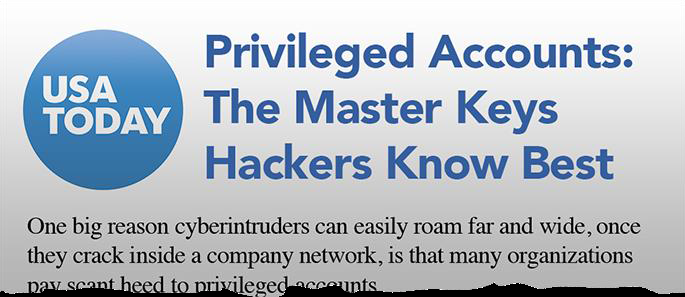 USA
TODAY
Privileged Accounts:
The Master Keys
Hackers Know Best
One big reason cyberintruders can easily roam far and wide, once
they crack inside a company network, is that many organizations
pay scant heed to privileged accounts.